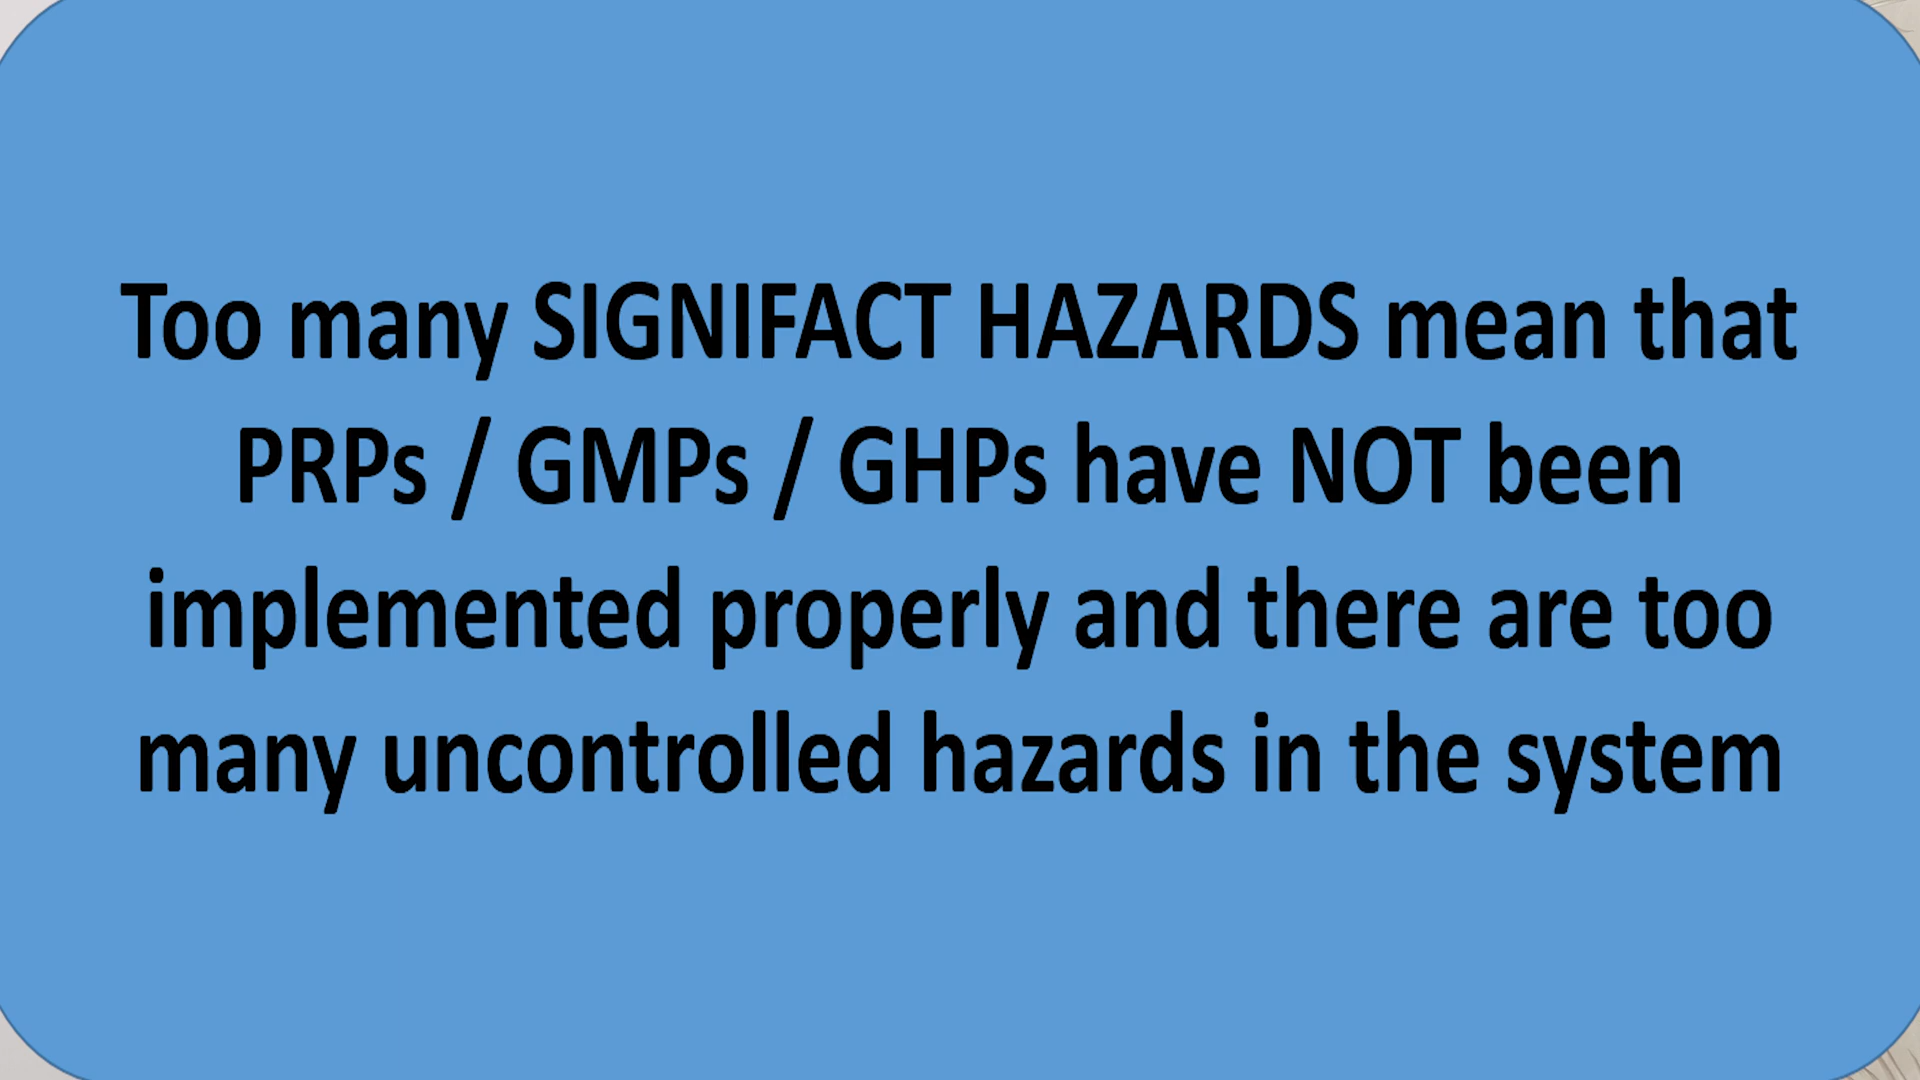 Too many SIGNIFACT HAZARDS mean that
PRPs / GMPs / GHPs have NOT been
implemented properly and there are too
many uncontrolled hazards in the system